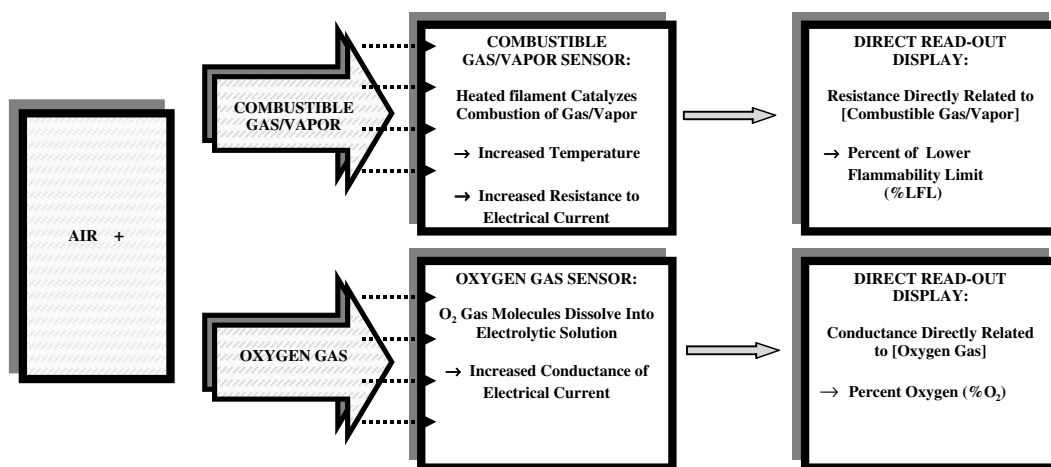 AIR +
COMBUSTIBLE
GAS/VAPOR
COMBUSTIBLE
GAS/VAPOR SENSOR:
Heated filament Catalyzes
Combustion of Gas/Vapor
→ Increased Temperature
→ Increased Resistance to
Electrical Current
DIRECT READ-OUT
DISPLAY:
Resistance Directly Related to
[Combustible Gas/Vapor]
→ Percent of Lower
Flammability Limit
(%LFL)
OXYGEN GAS
OXYGEN GAS SENSOR:
O₂ Gas Molecules Dissolve Into
Electrolytic Solution
→ Increased Conductance of
Electrical Current
DIRECT READ-OUT
DISPLAY:
Conductance Directly Related
to [Oxygen Gas]
→ Percent Oxygen (%O₂)